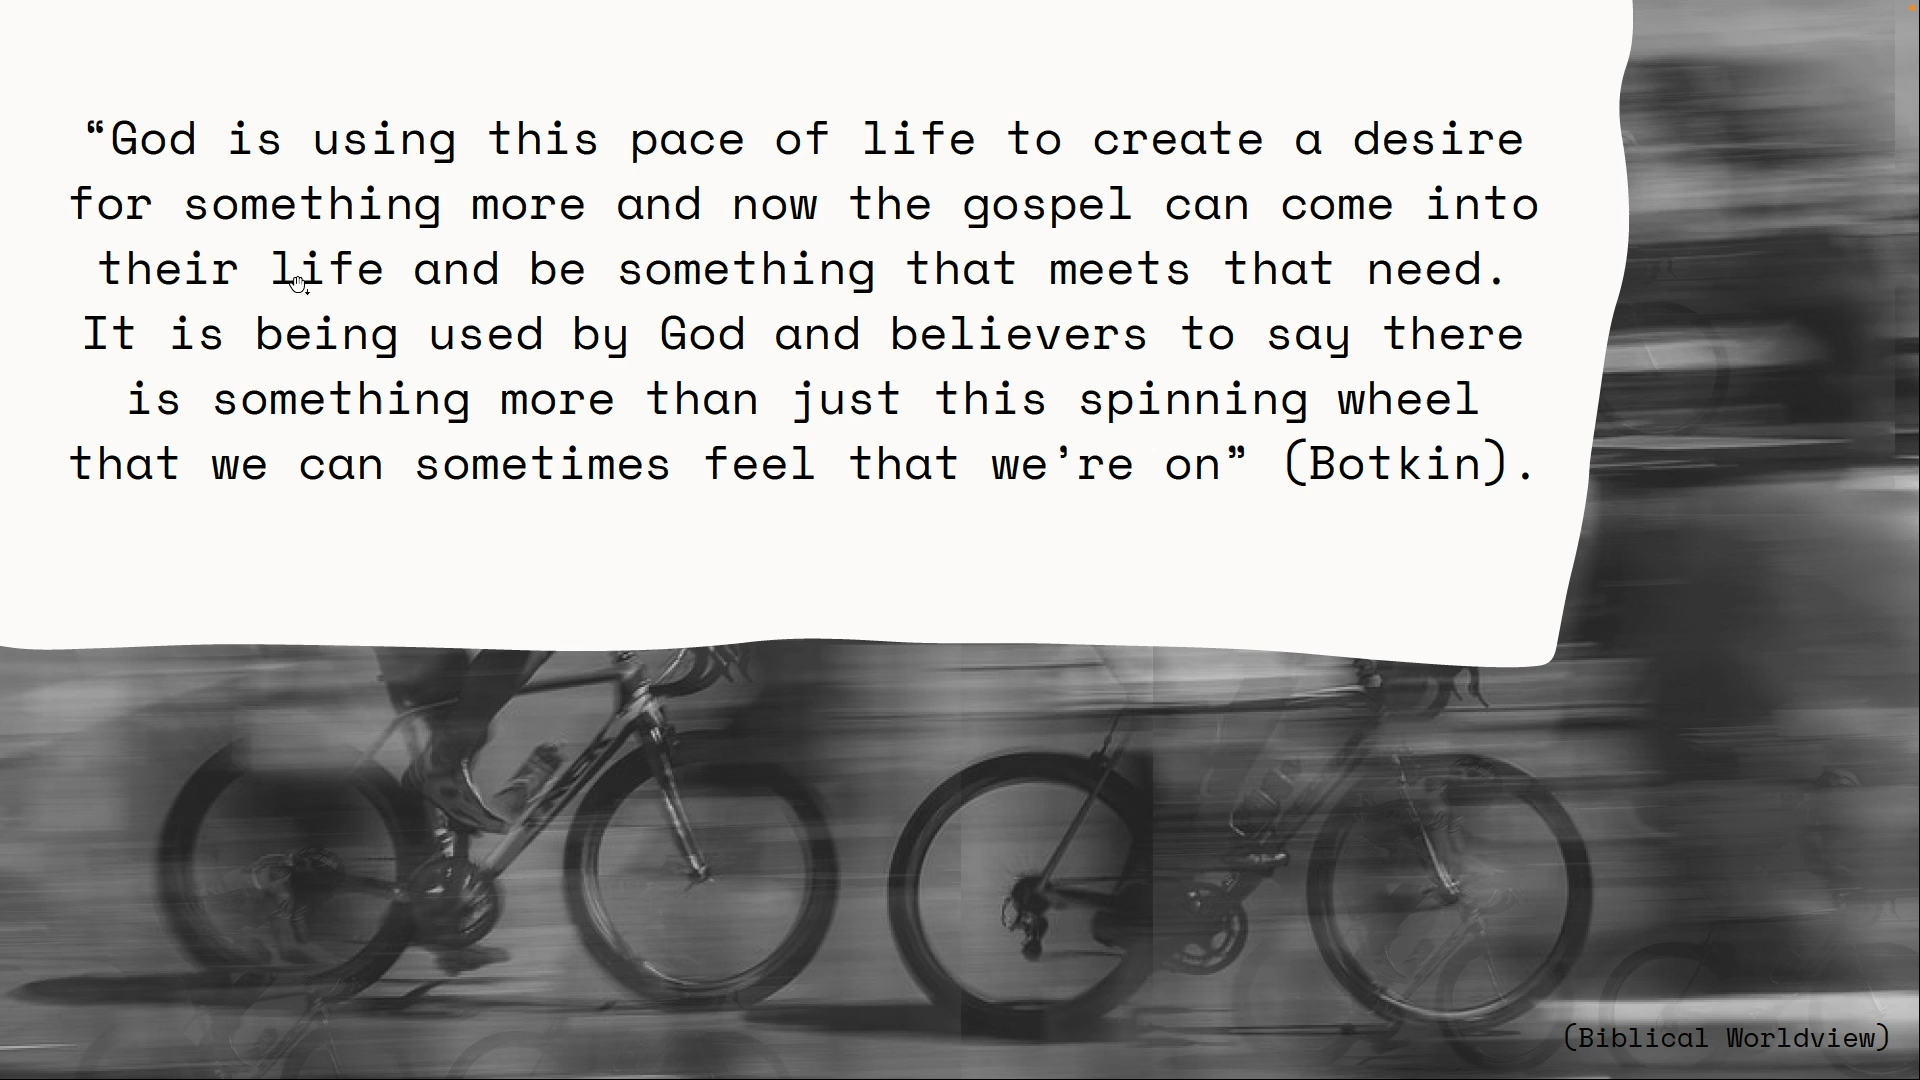 “God is using this pace of life to create a desire
for something more and now the gospel can come into
their life and be something that meets that need.
It is being used by God and believers to say there
is something more than just this spinning wheel
that we can sometimes feel that we’re on” (Botkin).
(Biblical Worldview)